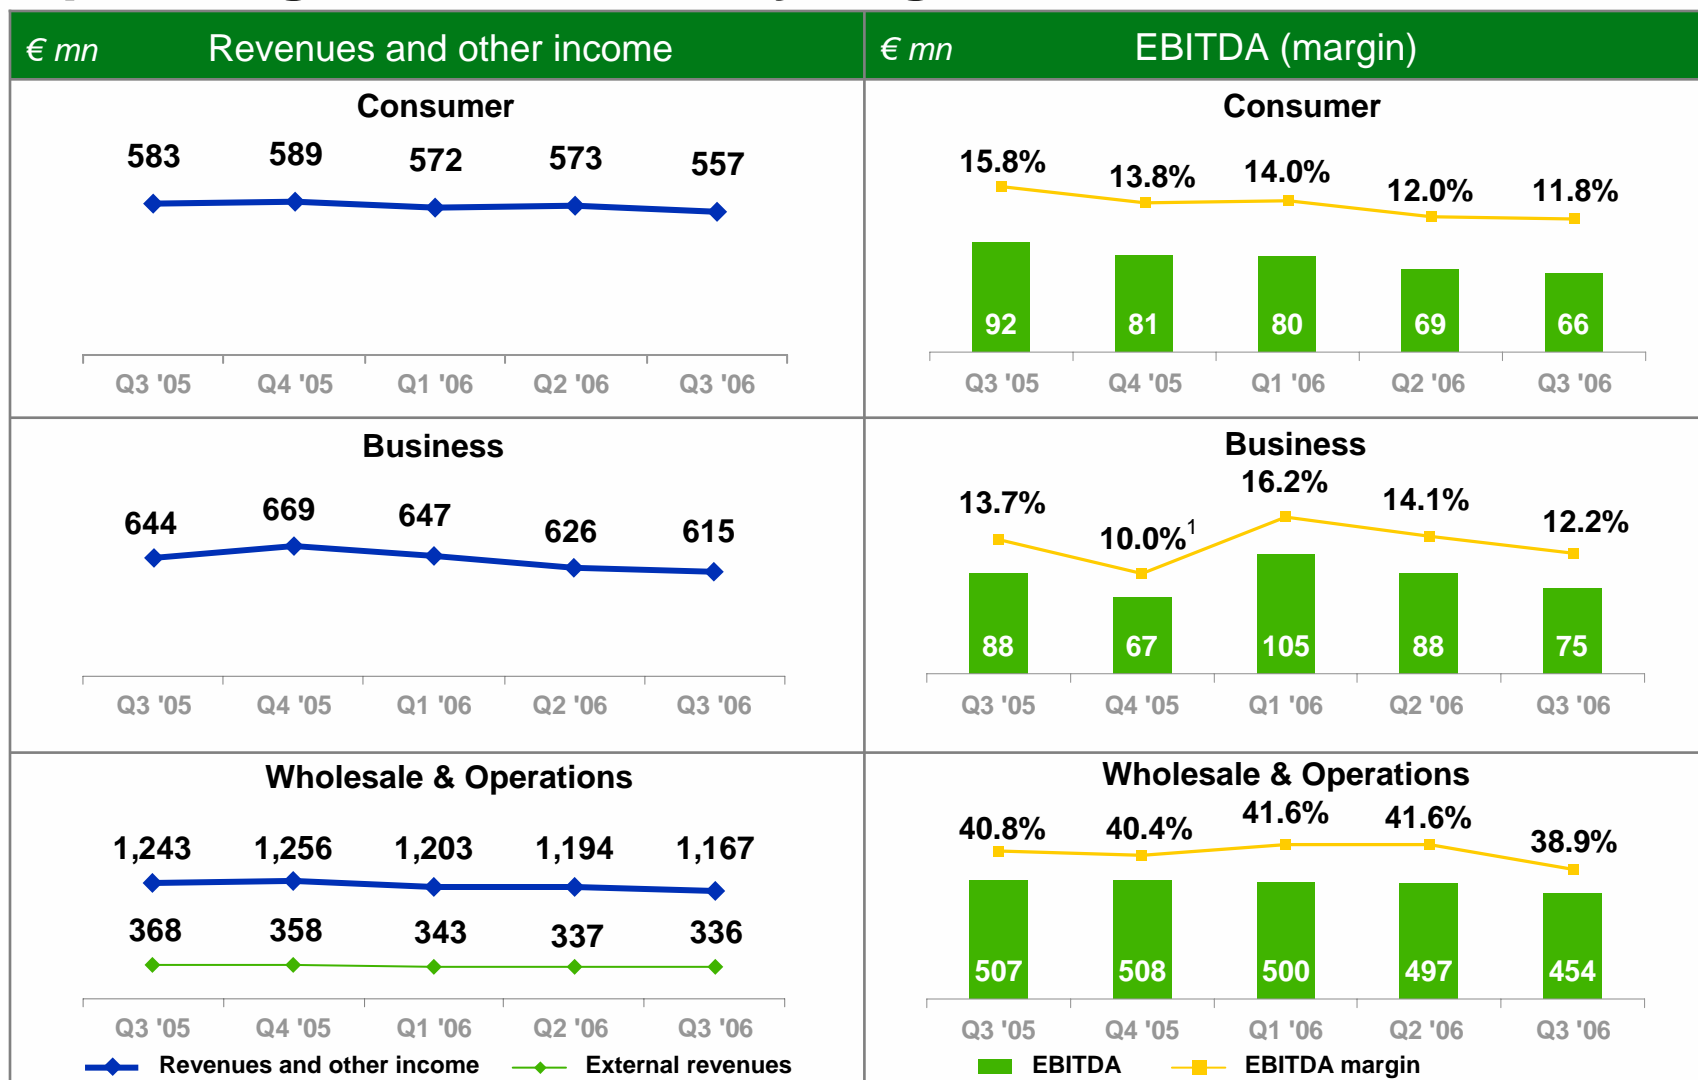 € mn Revenues and other income
€ mn EBITDA (margin)
Consumer
583 589 572 573 557
Q3 '05 Q4 '05 Q1 '06 Q2 '06 Q3 '06
Consumer
15.8% 13.8% 14.0% 12.0% 11.8%
92 81 80 69 66
Q3 '05 Q4 '05 Q1 '06 Q2 '06 Q3 '06
Business
644 669 647 626 615
Q3 '05 Q4 '05 Q1 '06 Q2 '06 Q3 '06
Business
13.7% 10.0%1 16.2% 14.1% 12.2%
88 67 105 88 75
Q3 '05 Q4 '05 Q1 '06 Q2 '06 Q3 '06
Wholesale & Operations
1,243 1,256 1,203 1,194 1,167
368 358 343 337 336
Q3 '05 Q4 '05 Q1 '06 Q2 '06 Q3 '06
Revenues and other income External revenues
Wholesale & Operations
40.8% 40.4% 41.6% 41.6% 38.9%
507 508 500 497 454
Q3 '05 Q4 '05 Q1 '06 Q2 '06 Q3 '06
EBITDA EBITDA margin